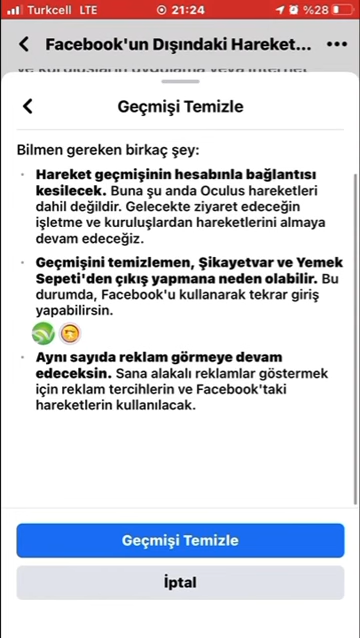 Turkcell LTE 21:24 %28
Facebook'un Dışındaki Hareket...
Geçmişi Temizle
Bilmen gereken birkaç şey:
Hareket geçmişinin hesabınla bağlantısı
kesilecek. Buna şu anda Oculus hareketleri
dahil değildir. Gelecekte ziyaret edeceğin
işletme ve kuruluşlardan hareketlerini almaya
devam edeceğiz.
Geçmişini temizlemen, Şikayetvar ve Yemek
Sepeti'den çıkış yapmana neden olabilir. Bu
durumda, Facebook'u kullanarak tekrar giriş
yapabilirsin.
Aynı sayıda reklam görmeye devam
edeceksin. Sana alakalı reklamlar göstermek
için reklam tercihlerin ve Facebook'taki
hareketlerin kullanılacak.
Geçmişi Temizle
İptal